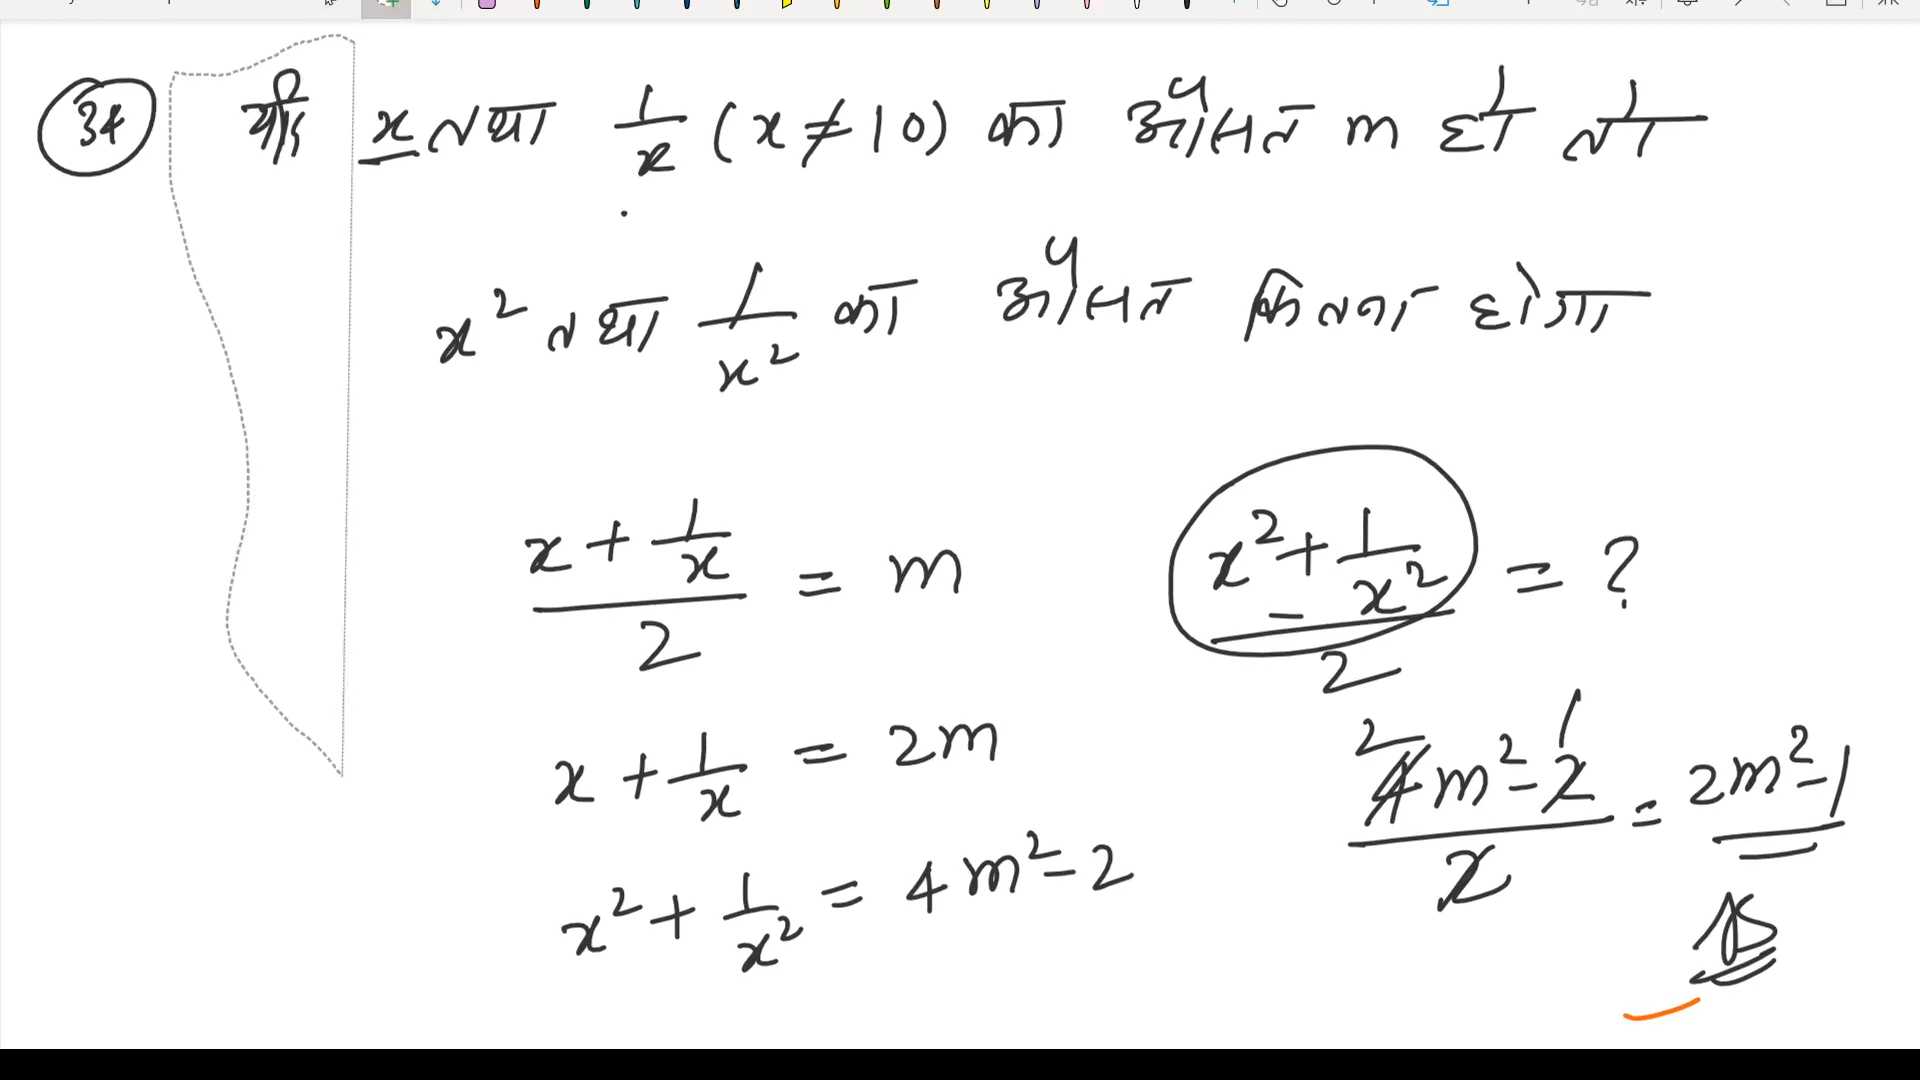 34 यदि x तथा 1/x (x ≠ 10) का औसत m हो तो
x² तथा 1/x² का औसत कितना होगा
(x + 1/x)/2 = m
(x² + 1/x²)/2 = ?
x + 1/x = 2m
(4m² - 2)/2 = 2m² - 1
x² + 1/x² = 4m² - 2